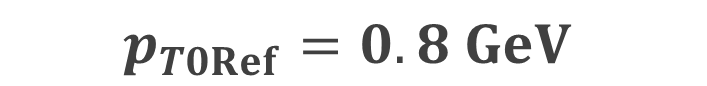 p_{T0Ref} = 0.8 GeV